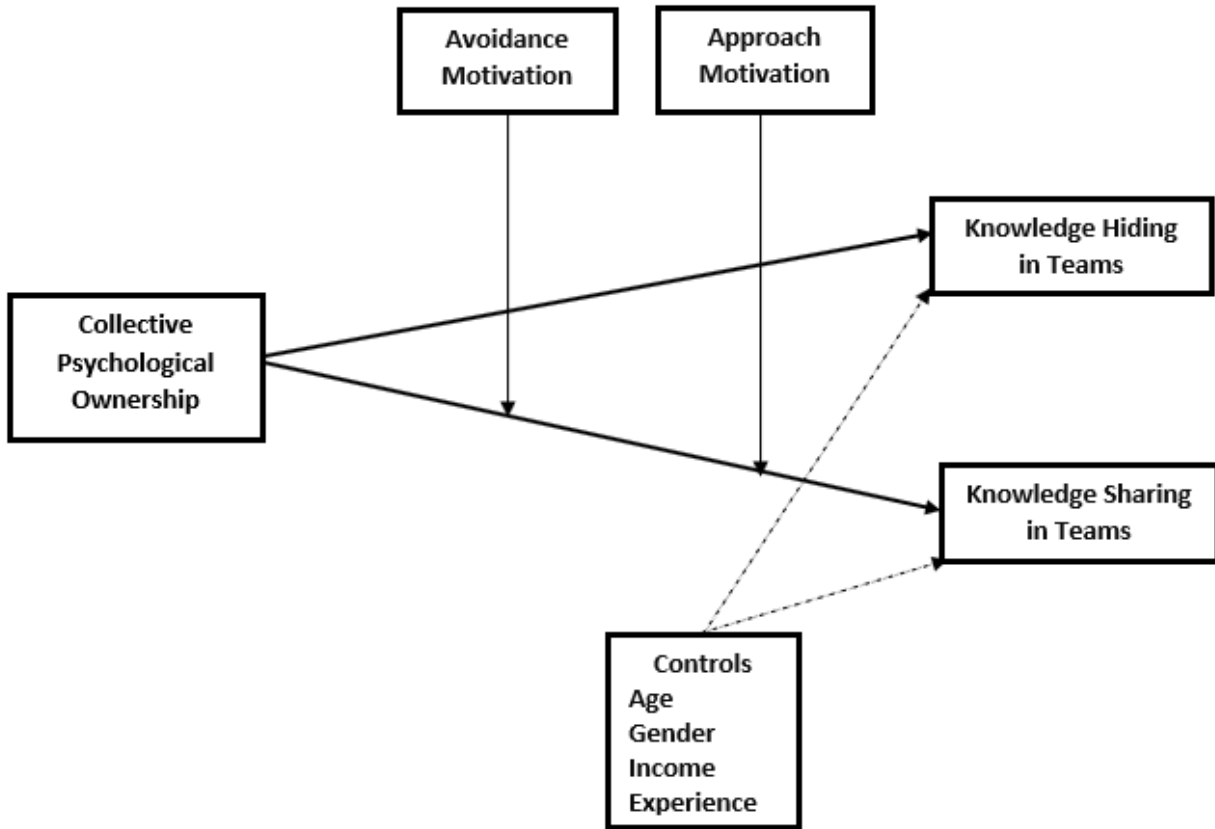 Avoidance
Motivation
Approach
Motivation
Knowledge Hiding
in Teams
Collective
Psychological
Ownership
Knowledge Sharing
in Teams
Controls
Age
Gender
Income
Experience